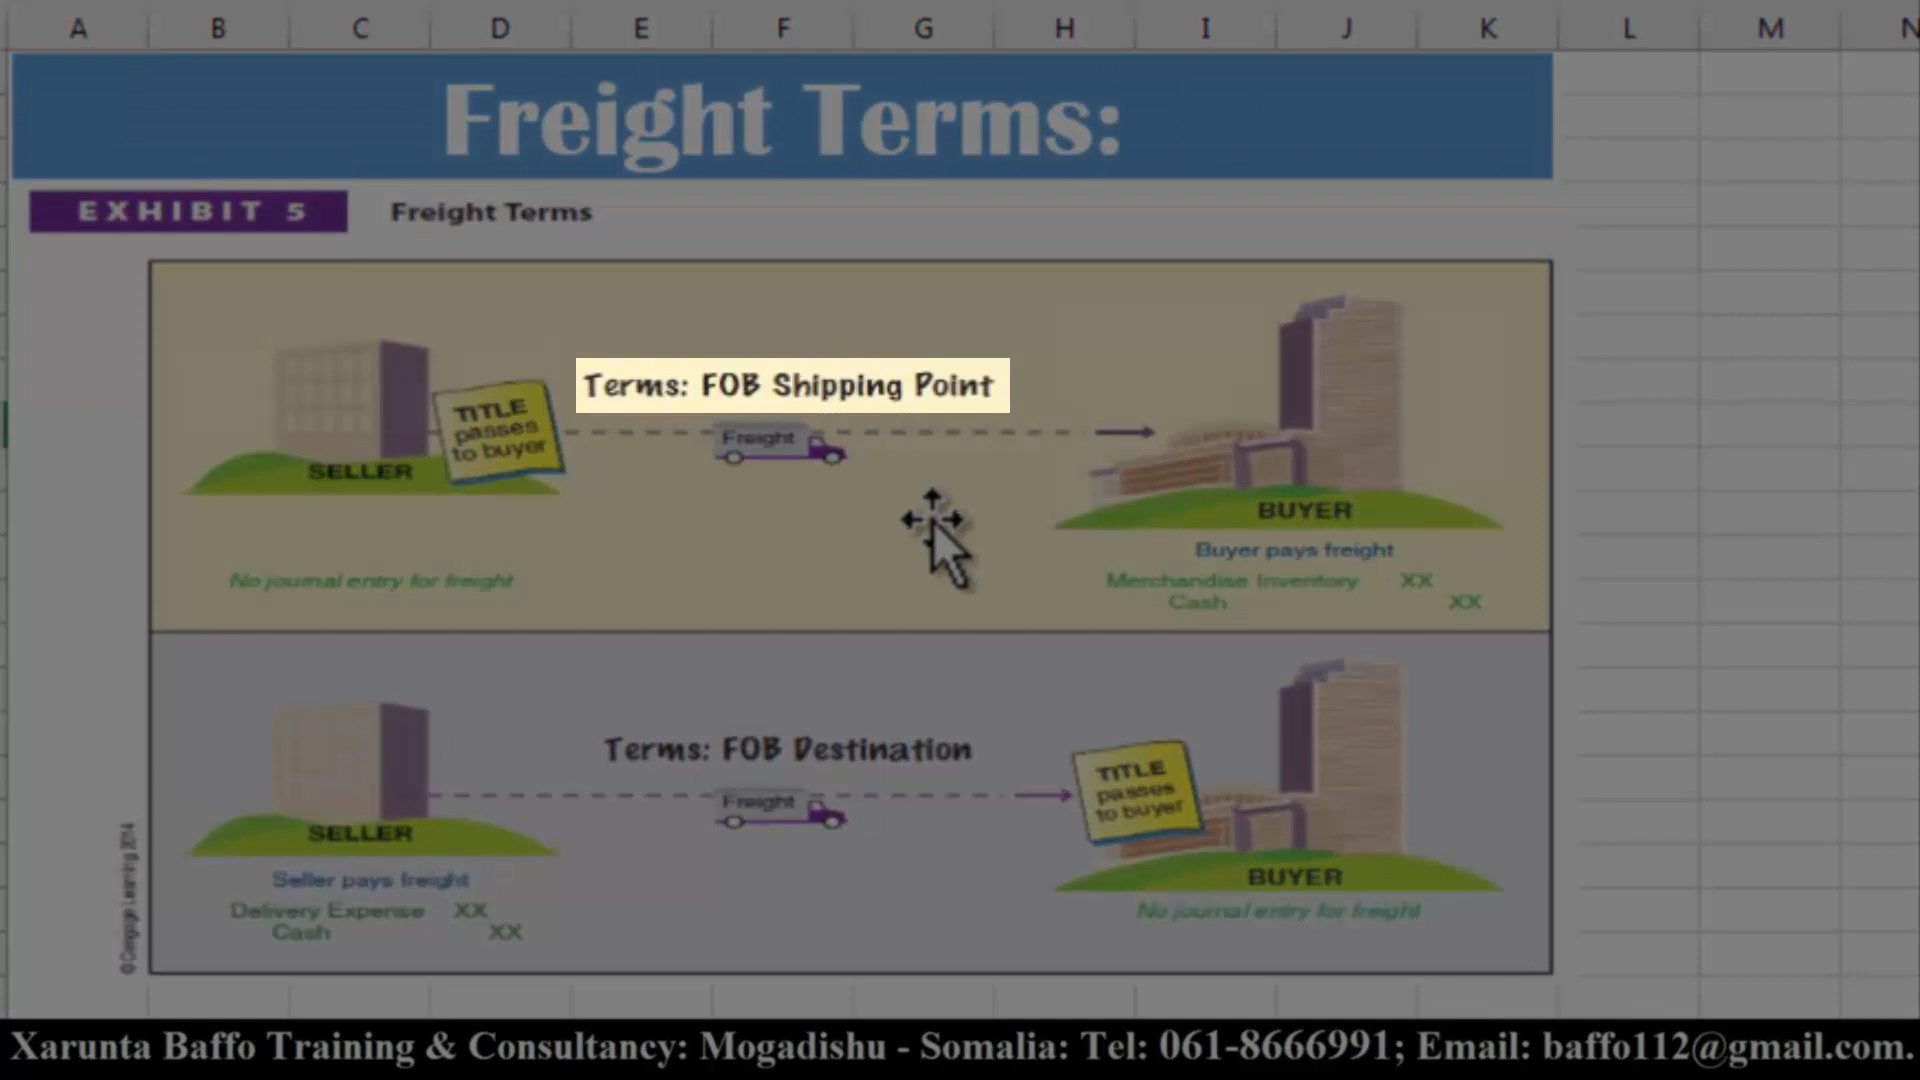 A B C D E F G H I J K L M N
Freight Terms:
EXHIBIT 5 Freight Terms
Terms: FOB Shipping Point
TITLE
passes
to buyer
Freight
SELLER
BUYER
Buyer pays freight
No journal entry for freight
Merchandise Inventory XX
Cash XX
Terms: FOB Destination
TITLE
passes
to buyer
Freight
SELLER
BUYER
Seller pays freight
Delivery Expense XX
Cash XX
No journal entry for freight
© Cengage Learning 2014
Xarunta Baffo Training & Consultancy: Mogadishu - Somalia: Tel: 061-8666991; Email: baffo112@gmail.com.